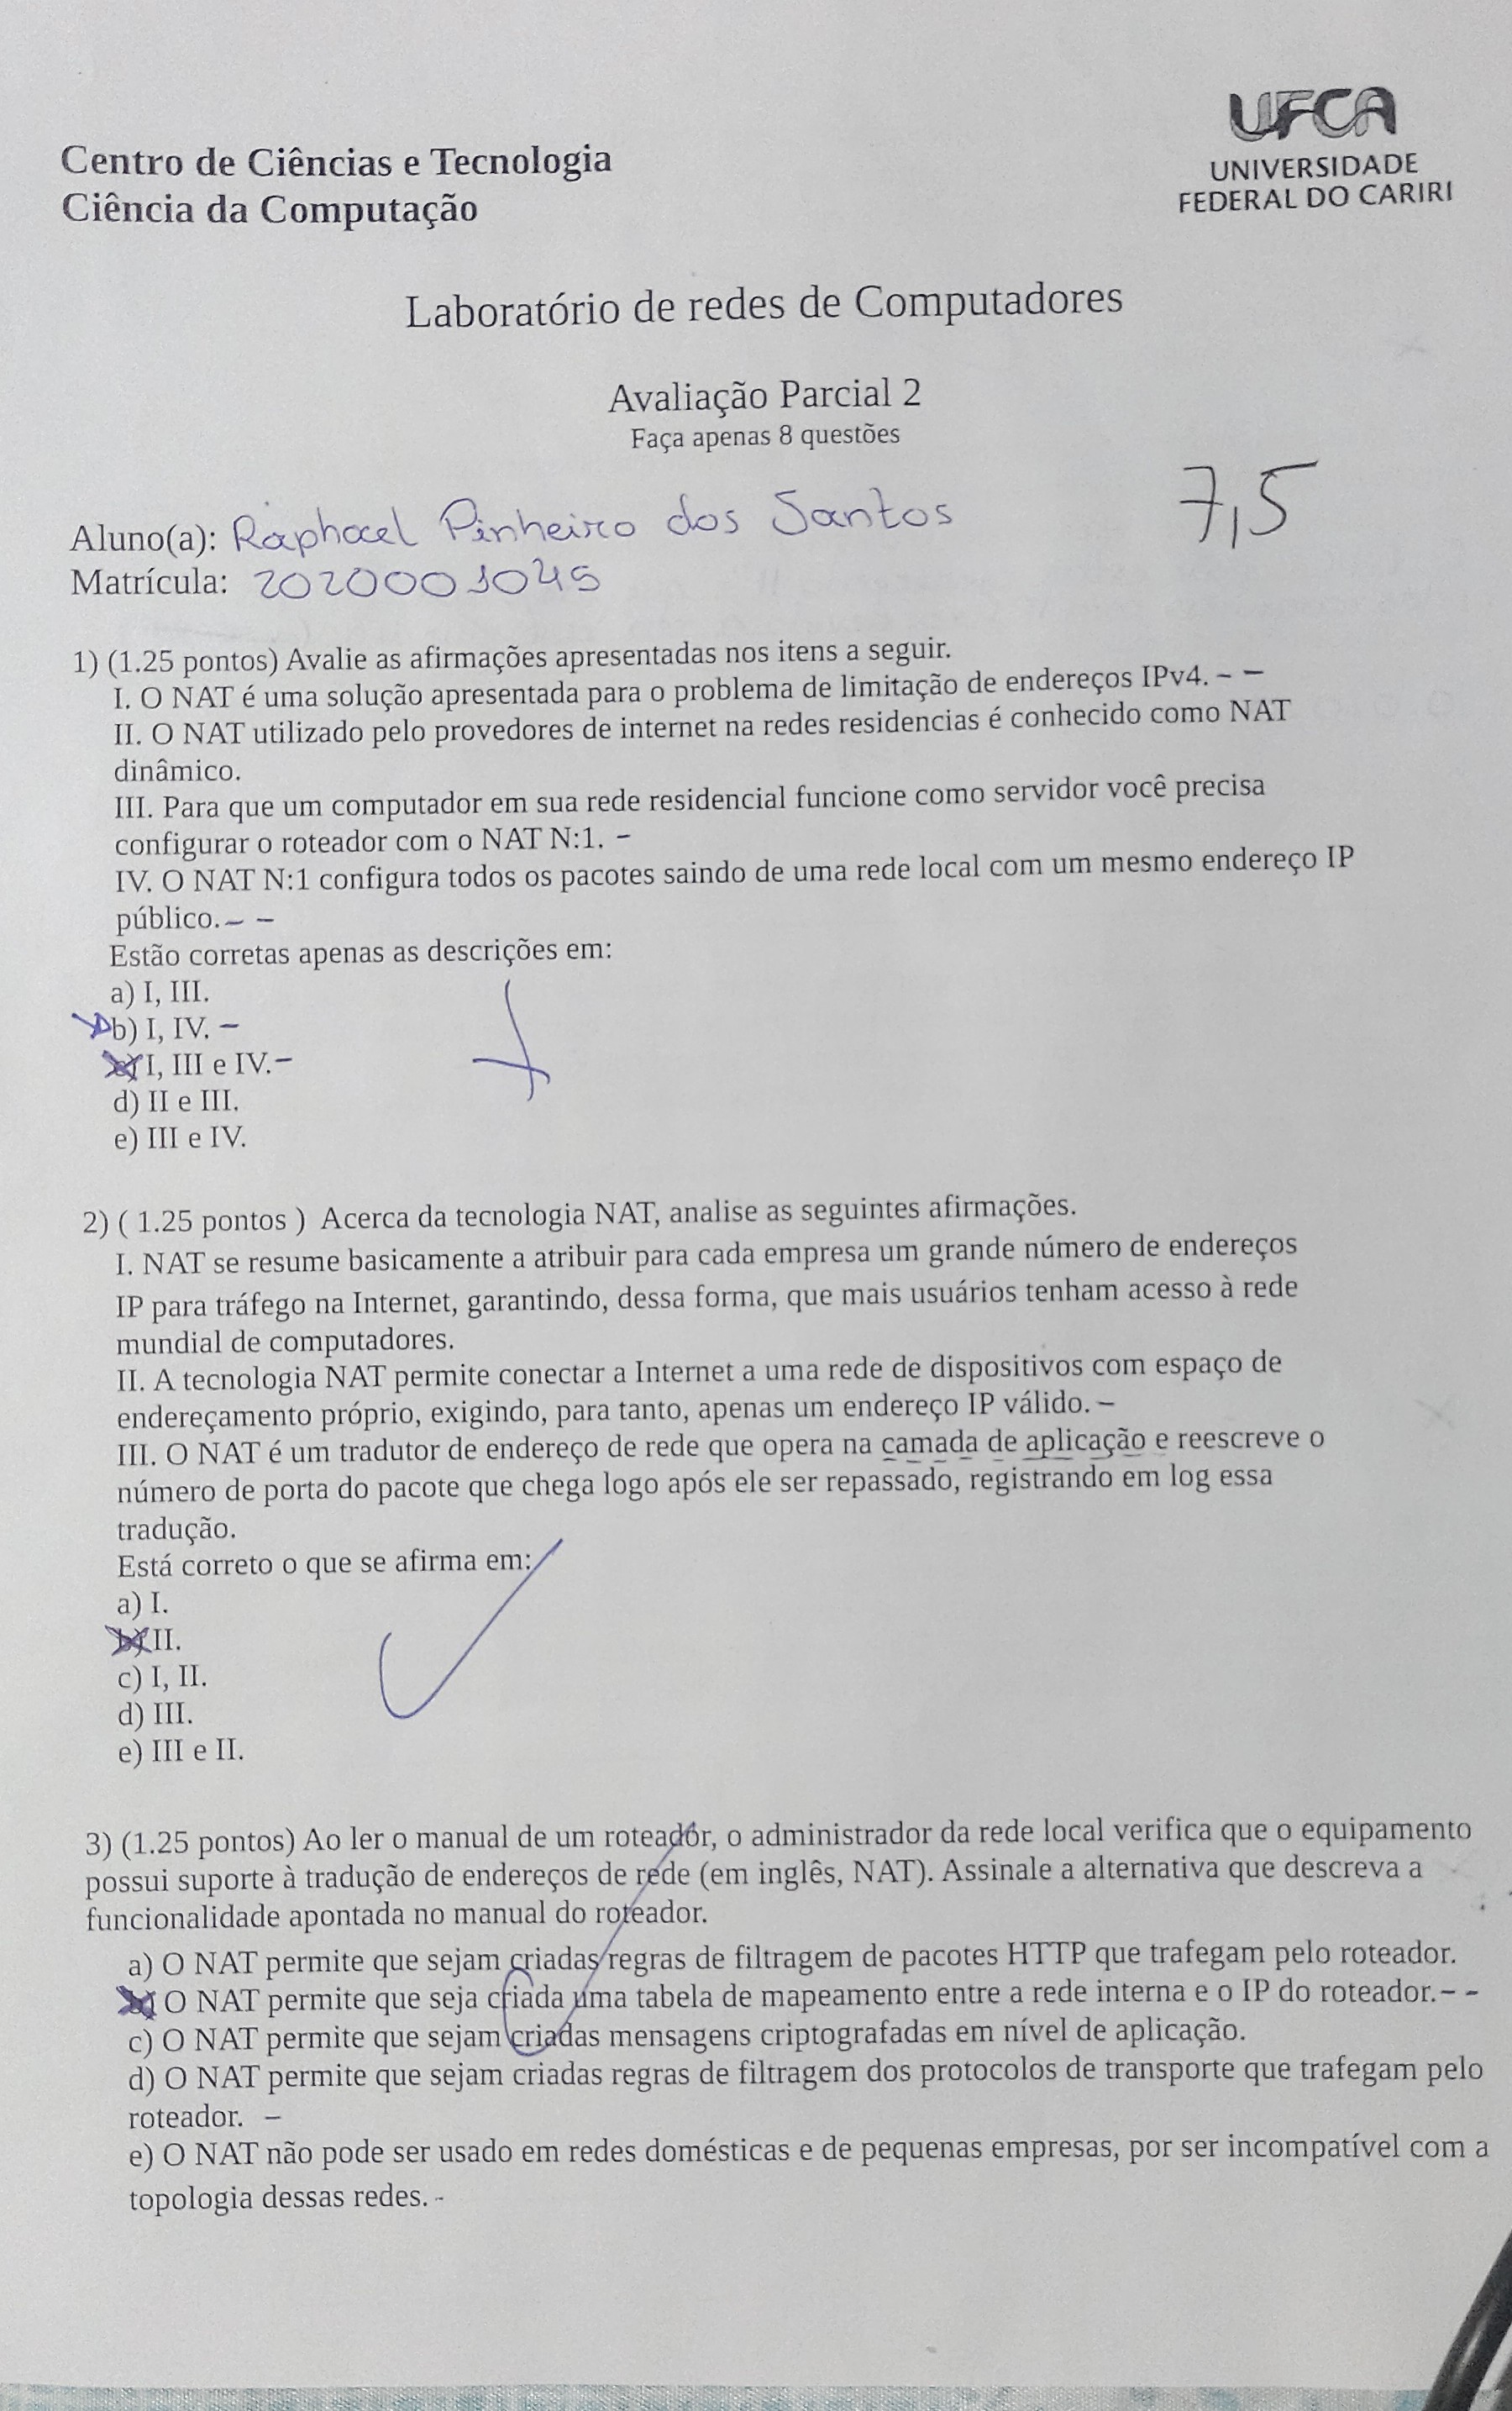 UFCA
UNIVERSIDADE
FEDERAL DO CARIRI
Centro de Ciências e Tecnologia
Ciência da Computação
Laboratório de redes de Computadores
Avaliação Parcial 2
Faça apenas 8 questões
7,5
Aluno(a): Raphael Pinheiro dos Santos
Matrícula: 2020001045
1) (1.25 pontos) Avalie as afirmações apresentadas nos itens a seguir.
I. O NAT é uma solução apresentada para o problema de limitação de endereços IPv4. – –
II. O NAT utilizado pelo provedores de internet na redes residencias é conhecido como NAT
dinâmico.
III. Para que um computador em sua rede residencial funcione como servidor você precisa
configurar o roteador com o NAT N:1. –
IV. O NAT N:1 configura todos os pacotes saindo de uma rede local com um mesmo endereço IP
público. – –
Estão corretas apenas as descrições em:
a) I, III.
b) I, IV. –
c) I, III e IV. –
d) II e III.
e) III e IV.
2) ( 1.25 pontos ) Acerca da tecnologia NAT, analise as seguintes afirmações.
I. NAT se resume basicamente a atribuir para cada empresa um grande número de endereços
IP para tráfego na Internet, garantindo, dessa forma, que mais usuários tenham acesso à rede
mundial de computadores.
II. A tecnologia NAT permite conectar a Internet a uma rede de dispositivos com espaço de
endereçamento próprio, exigindo, para tanto, apenas um endereço IP válido. –
III. O NAT é um tradutor de endereço de rede que opera na camada de aplicação e reescreve o
número de porta do pacote que chega logo após ele ser repassado, registrando em log essa
tradução.
Está correto o que se afirma em:
a) I.
b) II.
c) I, II.
d) III.
e) III e II.
3) (1.25 pontos) Ao ler o manual de um roteador, o administrador da rede local verifica que o equipamento
possui suporte à tradução de endereços de rede (em inglês, NAT). Assinale a alternativa que descreva a
funcionalidade apontada no manual do roteador.
a) O NAT permite que sejam criadas regras de filtragem de pacotes HTTP que trafegam pelo roteador.
b) O NAT permite que seja criada uma tabela de mapeamento entre a rede interna e o IP do roteador. – –
c) O NAT permite que sejam criadas mensagens criptografadas em nível de aplicação.
d) O NAT permite que sejam criadas regras de filtragem dos protocolos de transporte que trafegam pelo
roteador. –
e) O NAT não pode ser usado em redes domésticas e de pequenas empresas, por ser incompatível com a
topologia dessas redes. -